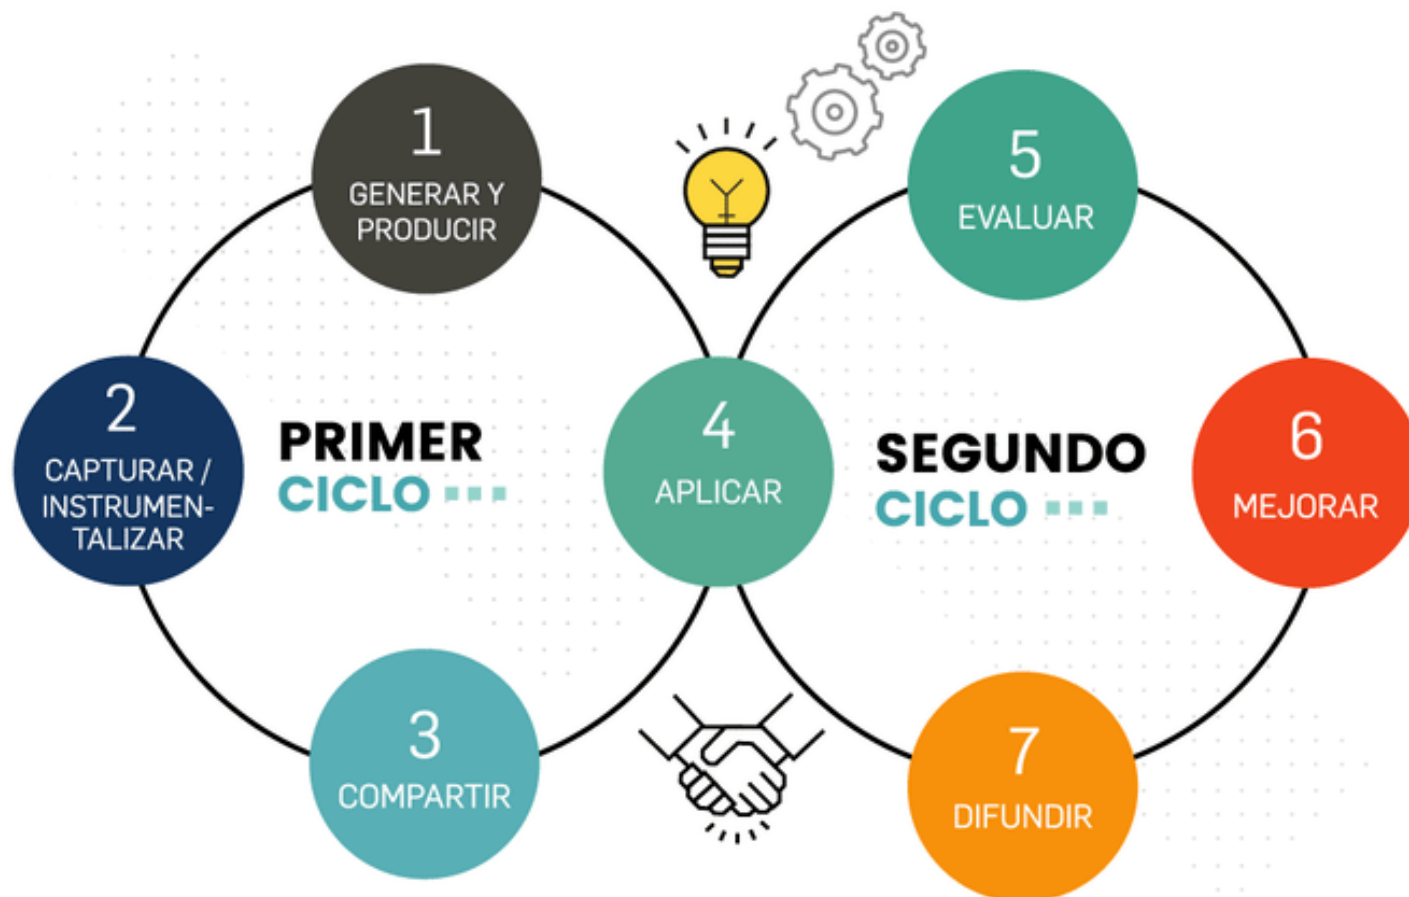 1
GENERAR Y
PRODUCIR
2
CAPTURAR /
INSTRUMEN-
TALIZAR
3
COMPARTIR
PRIMER
CICLO
4
APLICAR
5
EVALUAR
SEGUNDO
CICLO
6
MEJORAR
7
DIFUNDIR